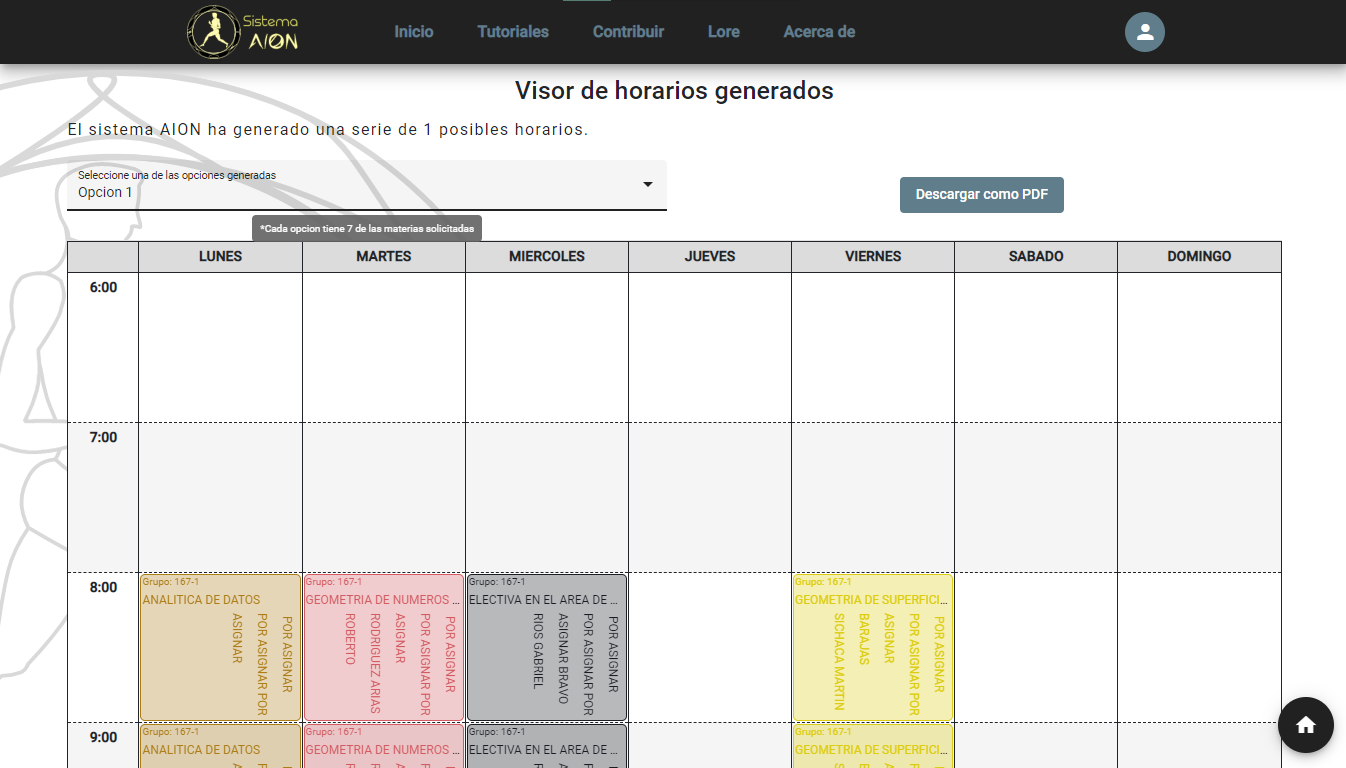 Sistema
AION
Inicio
Tutoriales
Contribuir
Lore
Acerca de
Visor de horarios generados
El sistema AION ha generado una serie de 1 posibles horarios.
Seleccione una de las opciones generadas
Opcion 1
Descargar como PDF
*Cada opcion tiene 7 de las materias solicitadas
LUNES
MARTES
MIERCOLES
JUEVES
VIERNES
SABADO
DOMINGO
6:00
7:00
8:00
Grupo: 167-1
ANALITICA DE DATOS
POR ASIGNAR
POR ASIGNAR POR
ASIGNAR
Grupo: 167-1
GEOMETRIA DE NUMEROS ...
POR ASIGNAR
POR ASIGNAR POR
ASIGNAR
RODRIGUEZ ARIAS
ROBERTO
Grupo: 167-1
ELECTIVA EN EL AREA DE ...
POR ASIGNAR
POR ASIGNAR POR
ASIGNAR BRAVO
RIOS GABRIEL
Grupo: 167-1
GEOMETRIA DE SUPERFICI...
POR ASIGNAR
POR ASIGNAR POR
ASIGNAR
BARAJAS
SICHACA MARTIN
9:00
Grupo: 167-1
ANALITICA DE DATOS
Grupo: 167-1
GEOMETRIA DE NUMEROS ...
Grupo: 167-1
ELECTIVA EN EL AREA DE ...
Grupo: 167-1
GEOMETRIA DE SUPERFICI...